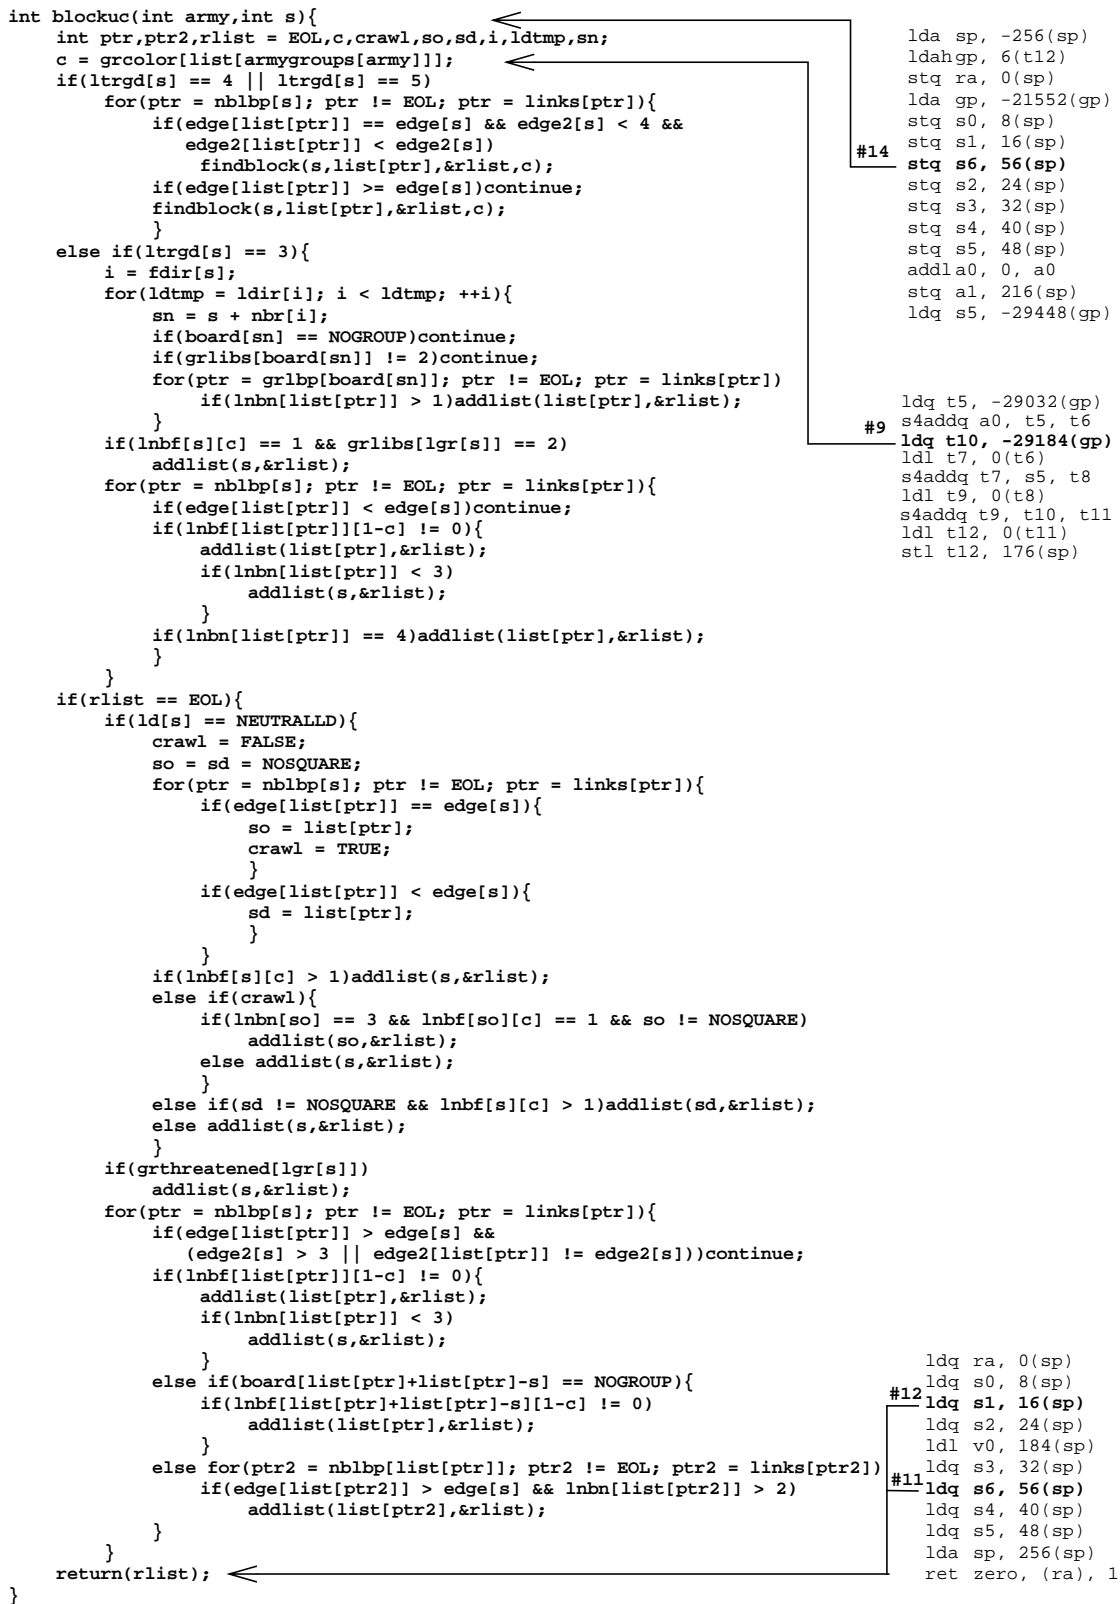 int blockuc(int army,int s){
int ptr,ptr2,rlist = EOL,c,crawl,so,sd,i,ldtmp,sn;
c = grcolor[list[armygroups[army]]];
if(ltrgd[s] == 4 || ltrgd[s] == 5)
for(ptr = nblbp[s]; ptr != EOL; ptr = links[ptr]){
if(edge[list[ptr]] == edge[s] && edge2[s] < 4 &&
edge2[list[ptr]] < edge2[s])
findblock(s,list[ptr],&rlist,c);
if(edge[list[ptr]] >= edge[s])continue;
findblock(s,list[ptr],&rlist,c);
}
else if(ltrgd[s] == 3){
i = fdir[s];
for(ldtmp = ldir[i]; i < ldtmp; ++i){
sn = s + nbr[i];
if(board[sn] == NOGROUP)continue;
if(grlibs[board[sn]] != 2)continue;
for(ptr = grlbp[board[sn]]; ptr != EOL; ptr = links[ptr])
if(lnbn[list[ptr]] > 1)addlist(list[ptr],&rlist);
}
if(lnbf[s][c] == 1 && grlibs[lgr[s]] == 2)
addlist(s,&rlist);
for(ptr = nblbp[s]; ptr != EOL; ptr = links[ptr]){
if(edge[list[ptr]] < edge[s])continue;
if(lnbf[list[ptr]][1-c] != 0){
addlist(list[ptr],&rlist);
if(lnbn[list[ptr]] < 3)
addlist(s,&rlist);
}
if(lnbn[list[ptr]] == 4)addlist(list[ptr],&rlist);
}
}
if(rlist == EOL){
if(ld[s] == NEUTRALLD){
crawl = FALSE;
so = sd = NOSQUARE;
for(ptr = nblbp[s]; ptr != EOL; ptr = links[ptr]){
if(edge[list[ptr]] == edge[s]){
so = list[ptr];
crawl = TRUE;
}
if(edge[list[ptr]] < edge[s]){
sd = list[ptr];
}
}
if(lnbf[s][c] > 1)addlist(s,&rlist);
else if(crawl){
if(lnbn[so] == 3 && lnbf[so][c] == 1 && so != NOSQUARE)
addlist(so,&rlist);
else addlist(s,&rlist);
}
else if(sd != NOSQUARE && lnbf[s][c] > 1)addlist(sd,&rlist);
else addlist(s,&rlist);
}
if(grthreatened[lgr[s]])
addlist(s,&rlist);
for(ptr = nblbp[s]; ptr != EOL; ptr = links[ptr]){
if(edge[list[ptr]] > edge[s] &&
(edge2[s] > 3 || edge2[list[ptr]] != edge2[s]))continue;
if(lnbf[list[ptr]][1-c] != 0){
addlist(list[ptr],&rlist);
if(lnbn[list[ptr]] < 3)
addlist(s,&rlist);
}
else if(board[list[ptr]+list[ptr]-s] == NOGROUP){
if(lnbf[list[ptr]+list[ptr]-s][1-c] != 0)
addlist(list[ptr],&rlist);
}
else for(ptr2 = nblbp[list[ptr]]; ptr2 != EOL; ptr2 = links[ptr2])
if(edge[list[ptr2]] > edge[s] && lnbn[list[ptr2]] > 2)
addlist(list[ptr2],&rlist);
}
}
return(rlist);
}
lda sp, -256(sp)
ldah gp, 6(t12)
stq ra, 0(sp)
lda gp, -21552(gp)
stq s0, 8(sp)
stq s1, 16(sp)
#14 stq s6, 56(sp)
stq s2, 24(sp)
stq s3, 32(sp)
stq s4, 40(sp)
stq s5, 48(sp)
addl a0, 0, a0
stq a1, 216(sp)
ldq s5, -29448(gp)
ldq t5, -29032(gp)
s4addq a0, t5, t6
#9 ldq t10, -29184(gp)
ldl t7, 0(t6)
s4addq t7, s5, t8
ldl t9, 0(t8)
s4addq t9, t10, t11
ldl t12, 0(t11)
stl t12, 176(sp)
ldq ra, 0(sp)
ldq s0, 8(sp)
#12 ldq s1, 16(sp)
ldq s2, 24(sp)
ldl v0, 184(sp)
ldq s3, 32(sp)
#11 ldq s6, 56(sp)
ldq s4, 40(sp)
ldq s5, 48(sp)
lda sp, 256(sp)
ret zero, (ra), 1